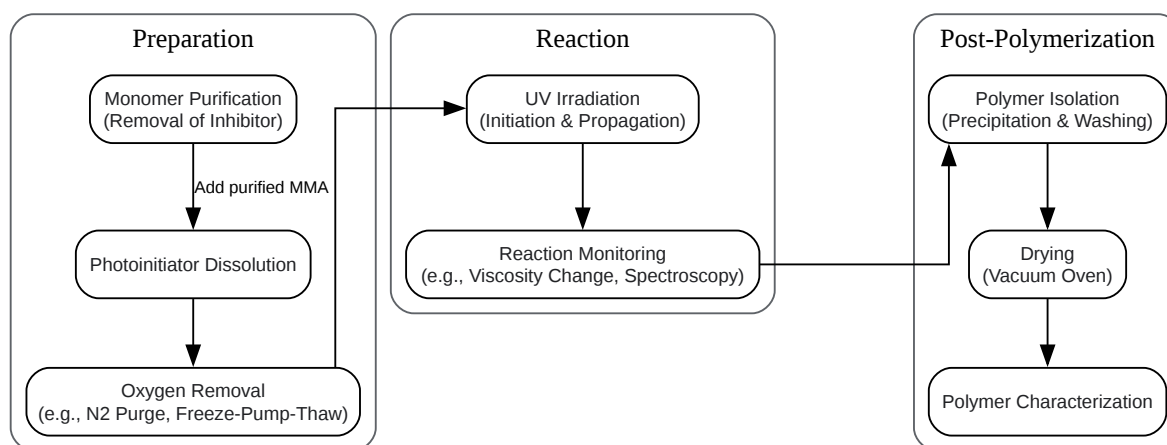 Preparation
Monomer Purification
(Removal of Inhibitor)
Add purified MMA
Photoinitiator Dissolution
Oxygen Removal
(e.g., N2 Purge, Freeze-Pump-Thaw)
Reaction
UV Irradiation
(Initiation & Propagation)
Reaction Monitoring
(e.g., Viscosity Change, Spectroscopy)
Post-Polymerization
Polymer Isolation
(Precipitation & Washing)
Drying
(Vacuum Oven)
Polymer Characterization